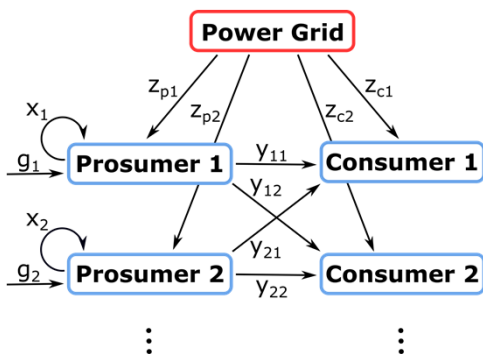 Power Grid
z_p1
z_p2
z_c2
z_c1
x_1
g_1
Prosumer 1
y_11
y_12
Consumer 1
x_2
g_2
Prosumer 2
y_21
y_22
Consumer 2
⋮ ⋮